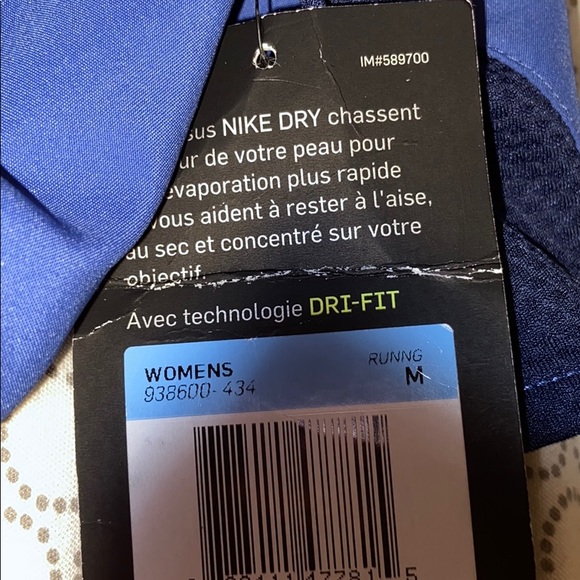 IM#589700
sus NIKE DRY chassent
ur de votre peau pour
évaporation plus rapide
vous aident à rester à l'aise,
au sec et concentré sur votre
objectif.
Avec technologie DRI-FIT
WOMENS RUNNG
938600-434 M